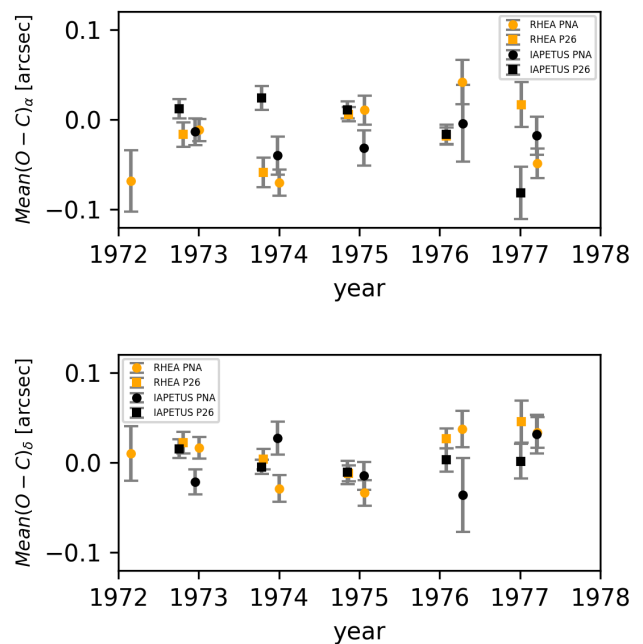 0.1
0.0
−0.1
Mean(O − C)α [arcsec]
RHEA PNA
RHEA P26
IAPETUS PNA
IAPETUS P26
1972 1973 1974 1975 1976 1977 1978
year
0.1
0.0
−0.1
Mean(O − C)δ [arcsec]
RHEA PNA
RHEA P26
IAPETUS PNA
IAPETUS P26
1972 1973 1974 1975 1976 1977 1978
year